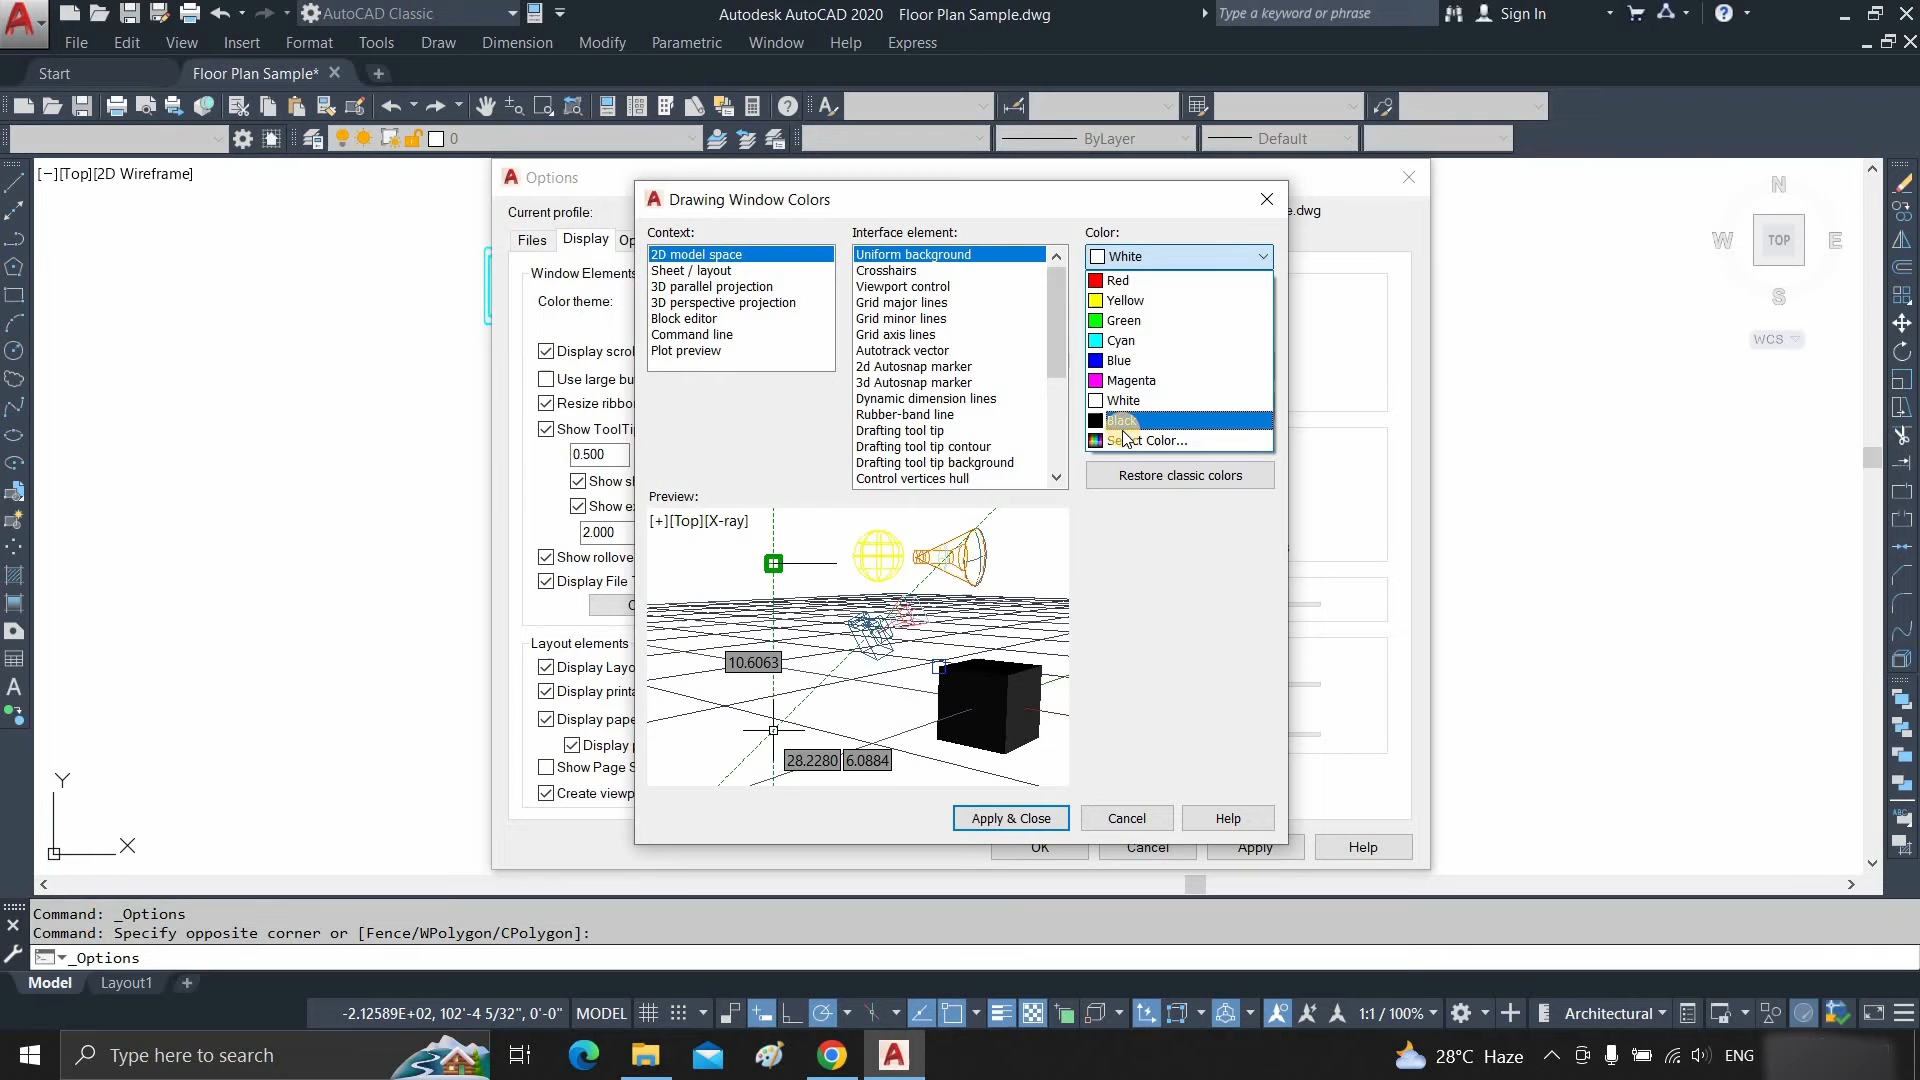 AutoCAD Classic
Autodesk AutoCAD 2020 Floor Plan Sample.dwg
Type a keyword or phrase
Sign In
File Edit View Insert Format Tools Draw Dimension Modify Parametric Window Help Express
Start
Floor Plan Sample*
0
ByLayer
Default
[−][Top][2D Wireframe]
Options
Current profile:
e.dwg
Files
Display
Op
Window Elements
Color theme:
Display scrol
Use large bu
Resize ribbo
Show ToolTip
0.500
Show sh
Show ex
2.000
Show rollove
Display File T
C
Layout elements
Display Layo
Display printa
Display pape
Display p
Show Page S
Create viewp
OK
Cancel
Apply
Help
Drawing Window Colors
Context:
2D model space
Sheet / layout
3D parallel projection
3D perspective projection
Block editor
Command line
Plot preview
Interface element:
Uniform background
Crosshairs
Viewport control
Grid major lines
Grid minor lines
Grid axis lines
Autotrack vector
2d Autosnap marker
3d Autosnap marker
Dynamic dimension lines
Rubber-band line
Drafting tool tip
Drafting tool tip contour
Drafting tool tip background
Control vertices hull
Color:
White
Red
Yellow
Green
Cyan
Blue
Magenta
White
Black
Select Color...
Restore classic colors
Preview:
[+][Top][X-ray]
10.6063
28.2280 6.0884
Apply & Close
Cancel
Help
N
W
TOP
E
S
WCS
Y
X
Command: _Options
Command: Specify opposite corner or [Fence/WPolygon/CPolygon]:
_Options
Model
Layout1
-2.12589E+02, 102'-4 5/32", 0'-0"
MODEL
1:1 / 100%
Architectural
Type here to search
28°C Haze
ENG